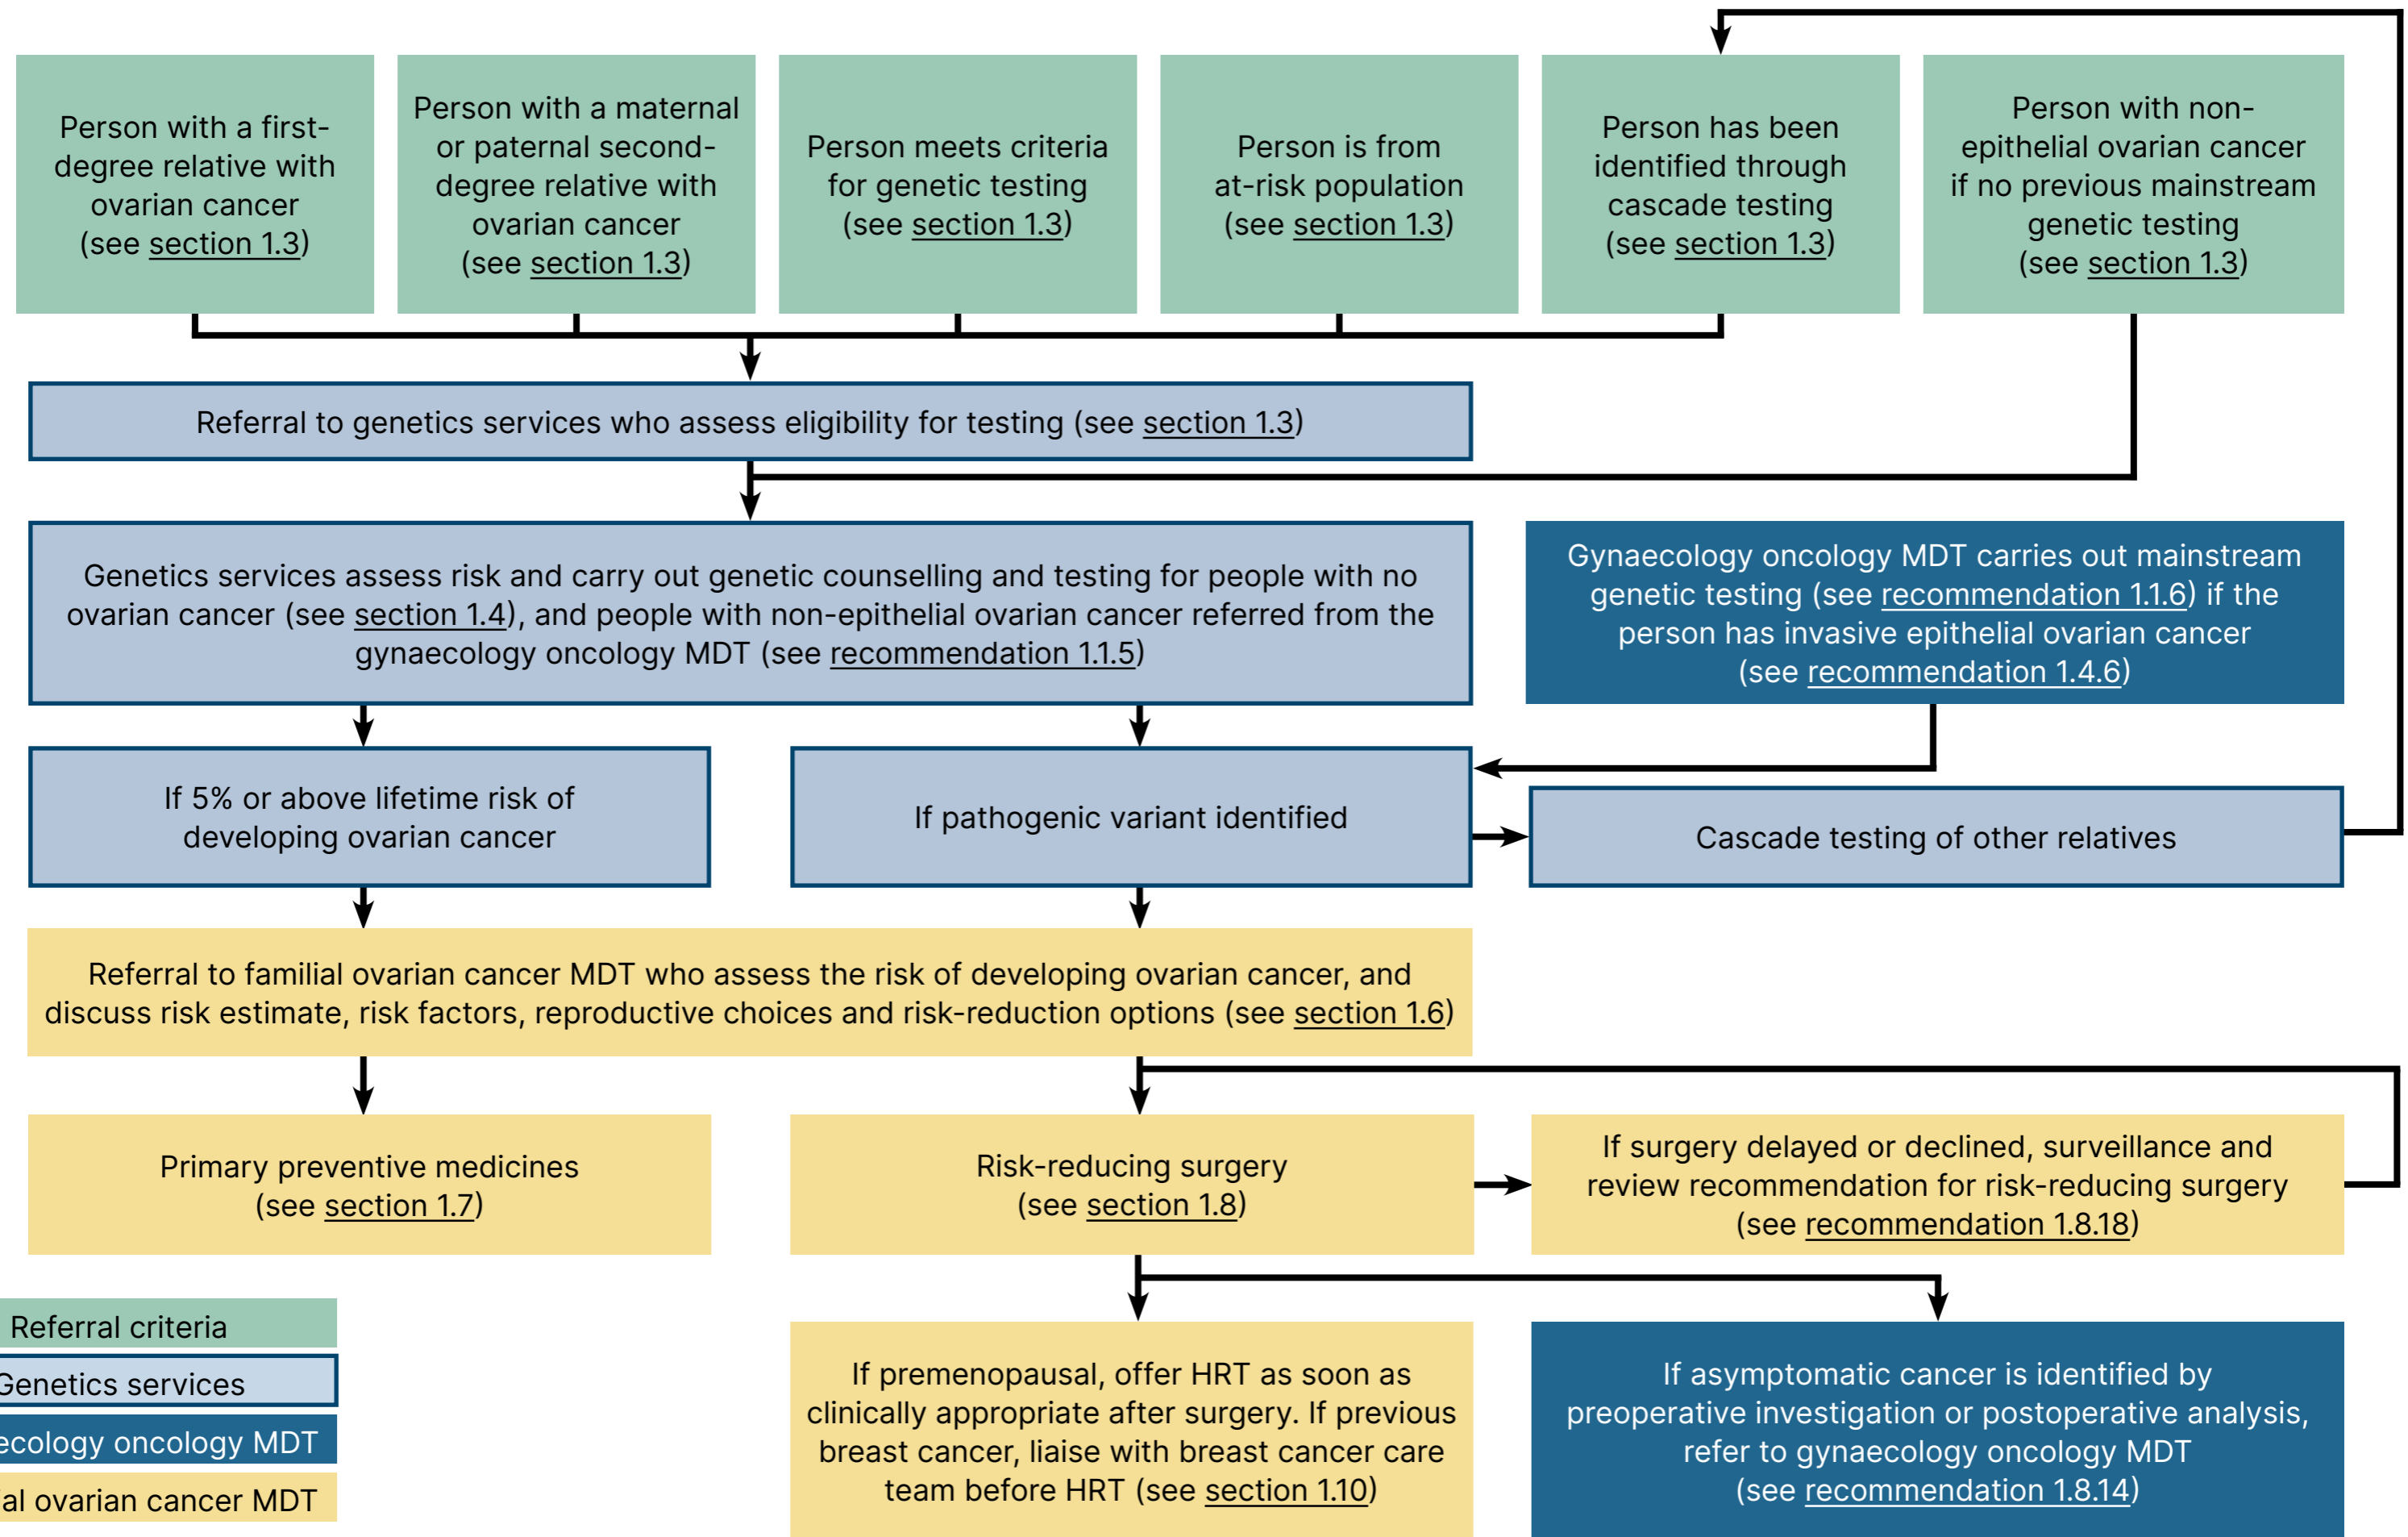 Person with a first-
degree relative with
ovarian cancer
(see section 1.3)
Person with a maternal
or paternal second-
degree relative with
ovarian cancer
(see section 1.3)
Person meets criteria
for genetic testing
(see section 1.3)
Person is from
at-risk population
(see section 1.3)
Person has been
identified through
cascade testing
(see section 1.3)
Person with non-
epithelial ovarian cancer
if no previous mainstream
genetic testing
(see section 1.3)
Referral to genetics services who assess eligibility for testing (see section 1.3)
Genetics services assess risk and carry out genetic counselling and testing for people with no
ovarian cancer (see section 1.4), and people with non-epithelial ovarian cancer referred from the
gynaecology oncology MDT (see recommendation 1.1.5)
Gynaecology oncology MDT carries out mainstream
genetic testing (see recommendation 1.1.6) if the
person has invasive epithelial ovarian cancer
(see recommendation 1.4.6)
If 5% or above lifetime risk of
developing ovarian cancer
If pathogenic variant identified
Cascade testing of other relatives
Referral to familial ovarian cancer MDT who assess the risk of developing ovarian cancer, and
discuss risk estimate, risk factors, reproductive choices and risk-reduction options (see section 1.6)
Primary preventive medicines
(see section 1.7)
Risk-reducing surgery
(see section 1.8)
If surgery delayed or declined, surveillance and
review recommendation for risk-reducing surgery
(see recommendation 1.8.18)
If premenopausal, offer HRT as soon as
clinically appropriate after surgery. If previous
breast cancer, liaise with breast cancer care
team before HRT (see section 1.10)
If asymptomatic cancer is identified by
preoperative investigation or postoperative analysis,
refer to gynaecology oncology MDT
(see recommendation 1.8.14)
Referral criteria
Genetics services
oncology MDT
ovarian cancer MDT